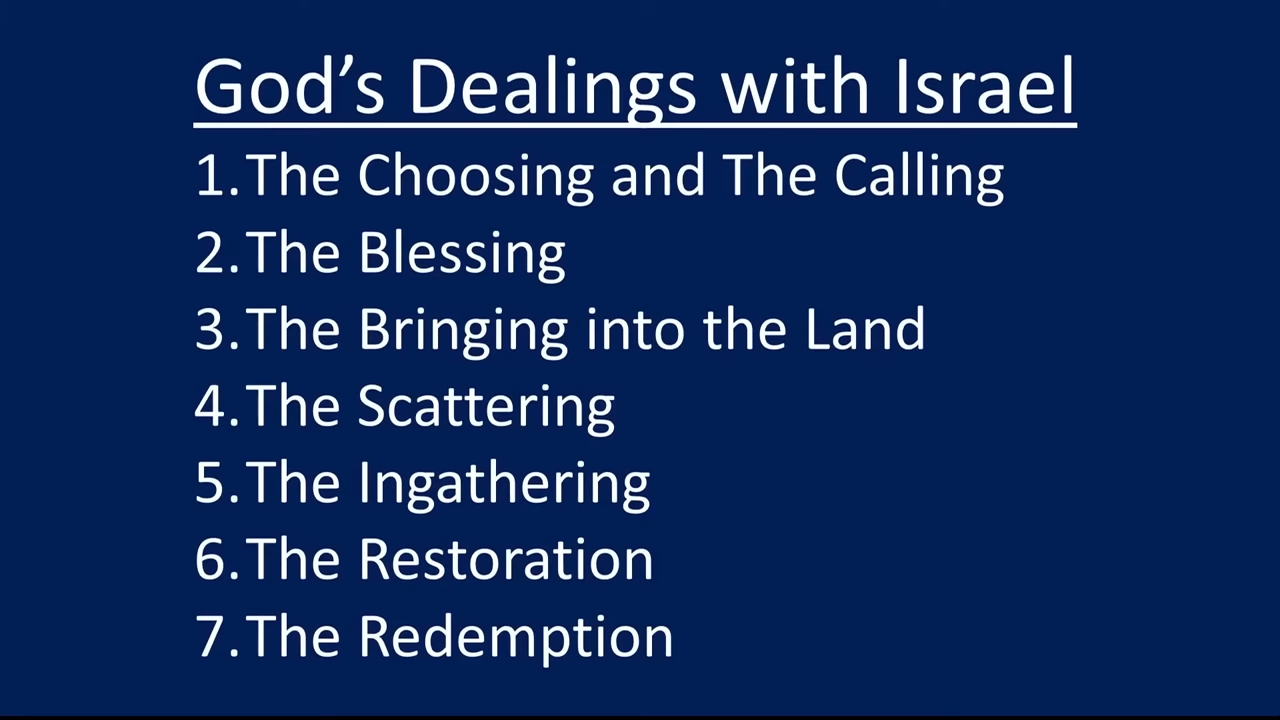 God’s Dealings with Israel
1.The Choosing and The Calling
2.The Blessing
3.The Bringing into the Land
4.The Scattering
5.The Ingathering
6.The Restoration
7.The Redemption